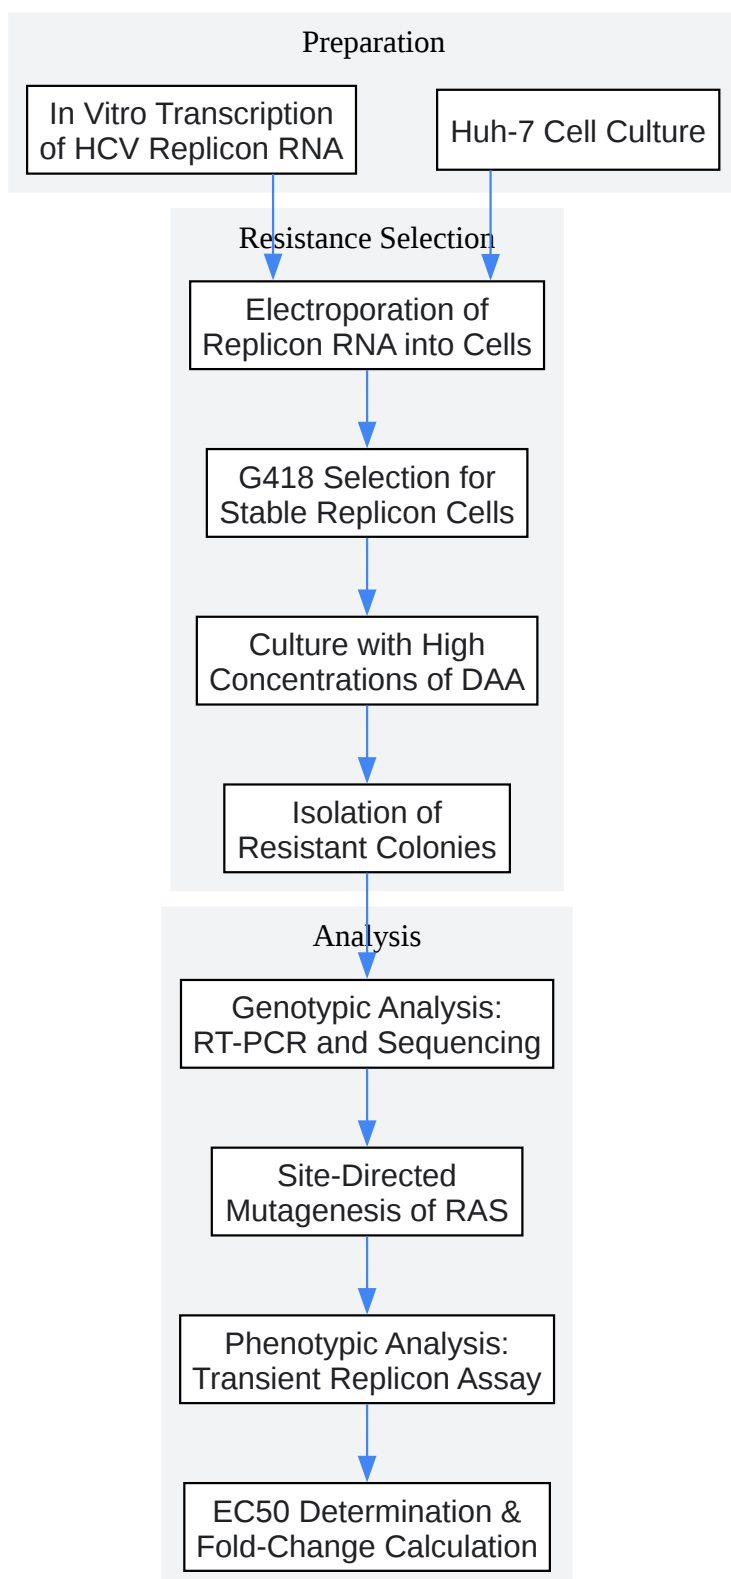 Preparation
In Vitro Transcription
of HCV Replicon RNA
Huh-7 Cell Culture
Resistance Selection
Electroporation of
Replicon RNA into Cells
G418 Selection for
Stable Replicon Cells
Culture with High
Concentrations of DAA
Isolation of
Resistant Colonies
Analysis
Genotypic Analysis:
RT-PCR and Sequencing
Site-Directed
Mutagenesis of RAS
Phenotypic Analysis:
Transient Replicon Assay
EC50 Determination &
Fold-Change Calculation